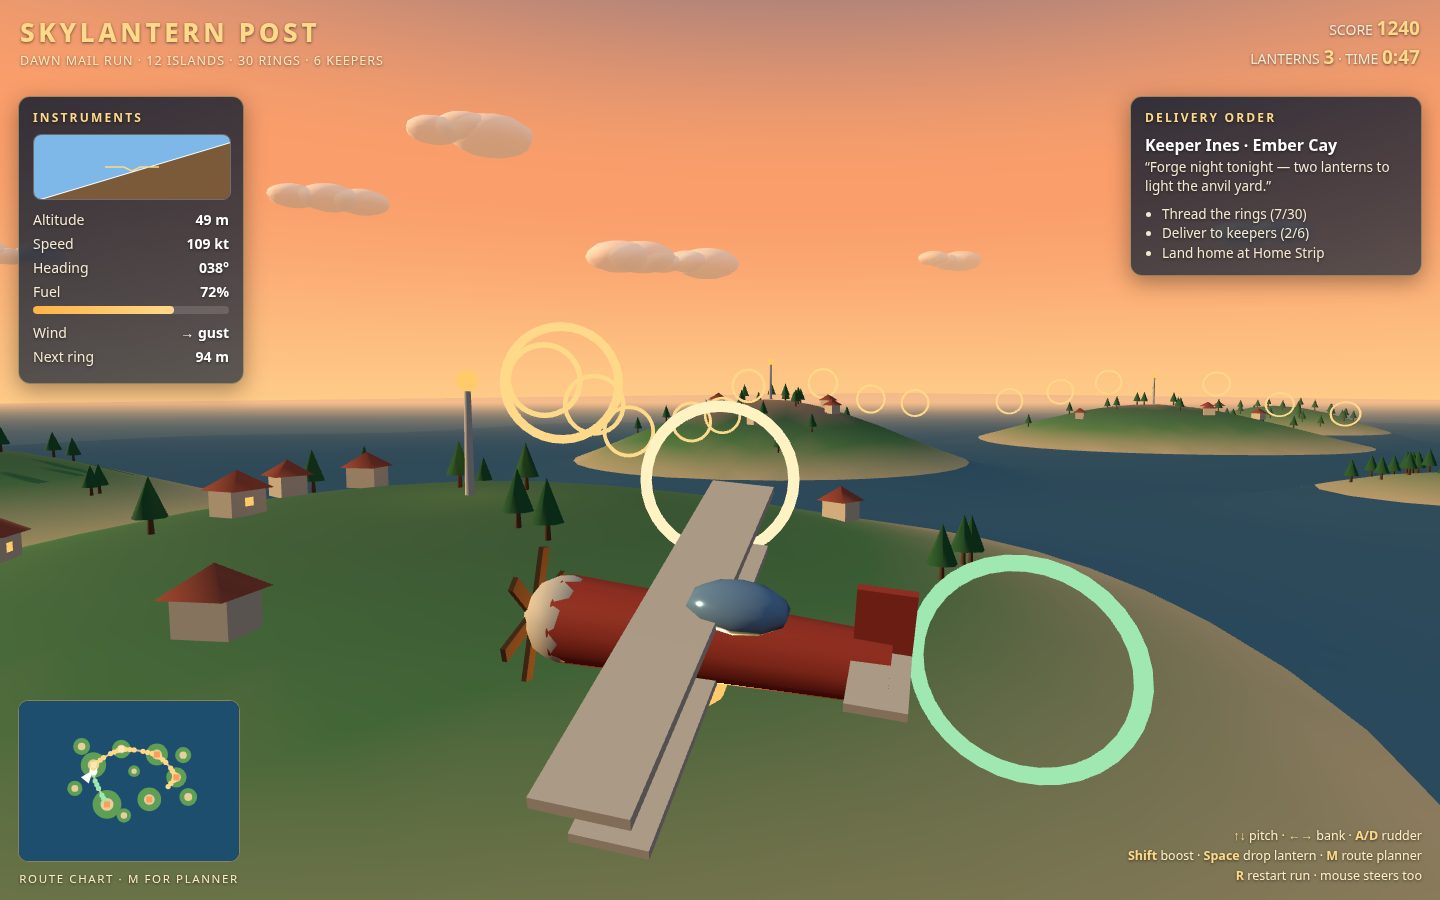 SKYLANTERN POST
DAWN MAIL RUN · 12 ISLANDS · 30 RINGS · 6 KEEPERS
SCORE 1240
LANTERNS 3 · TIME 0:47
INSTRUMENTS
Altitude 49 m
Speed 109 kt
Heading 038°
Fuel 72%
Wind → gust
Next ring 94 m
DELIVERY ORDER
Keeper Ines · Ember Cay
“Forge night tonight — two lanterns to
light the anvil yard.”
• Thread the rings (7/30)
• Deliver to keepers (2/6)
• Land home at Home Strip
ROUTE CHART · M FOR PLANNER
↑↓ pitch · ←→ bank · A/D rudder
Shift boost · Space drop lantern · M route planner
R restart run · mouse steers too